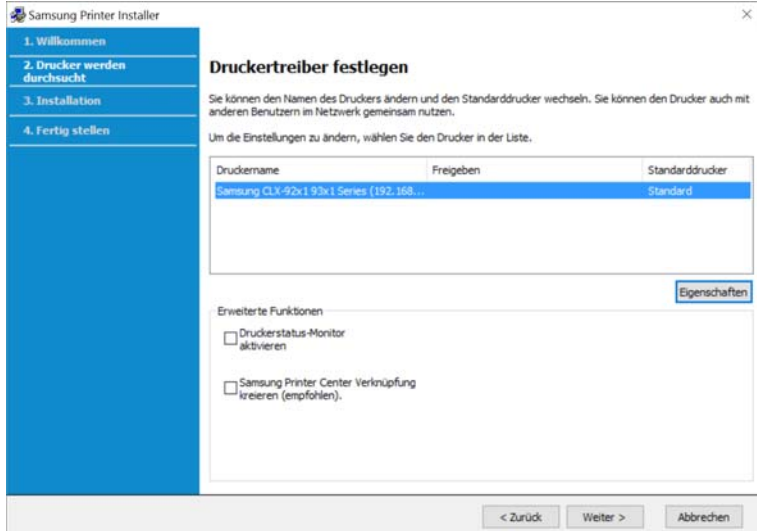 Samsung Printer Installer
1. Willkommen
2. Drucker werden
durchsucht
3. Installation
4. Fertig stellen
Druckertreiber festlegen
Sie können den Namen des Druckers ändern und den Standarddrucker wechseln. Sie können den Drucker auch mit
anderen Benutzern im Netzwerk gemeinsam nutzen.
Um die Einstellungen zu ändern, wählen Sie den Drucker in der Liste.
Druckername Freigeben Standarddrucker
Samsung CLX-92x1 93x1 Series (192.168... Standard
Eigenschaften
Erweiterte Funktionen
Druckerstatus-Monitor
aktivieren
Samsung Printer Center Verknüpfung
kreieren (empfohlen).
< Zurück Weiter > Abbrechen